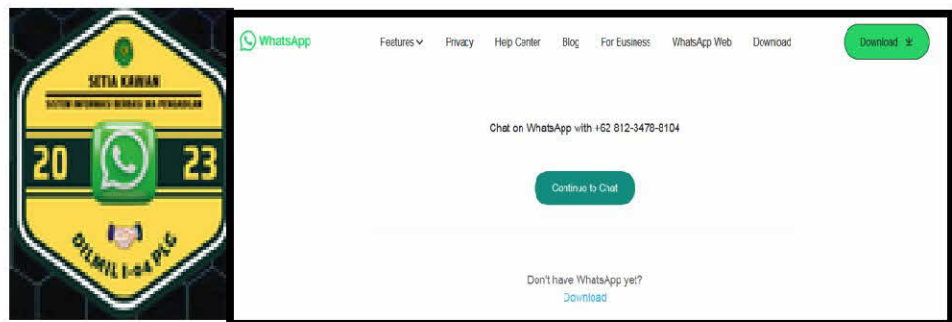 SETIA KAWAN
SISTEM INFORMASI BERBASIS WA PENGADILAN
20 23
DILMIL I-04 PLG
WhatsApp
Features Privacy Help Center Blog For Business WhatsApp Web Download
Download
Chat on WhatsApp with +62 812-3478-8104
Continue to Chat
Don't have WhatsApp yet?
Download